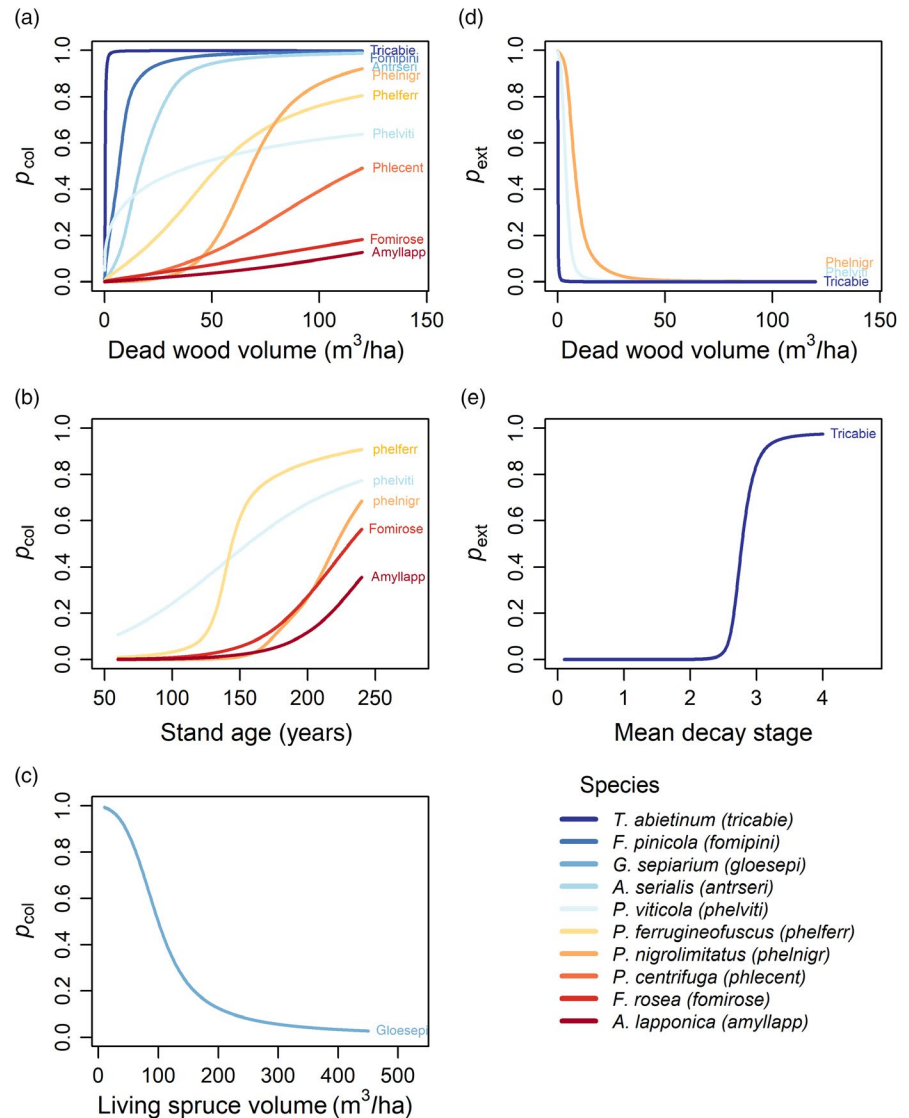 (a)
p col
1.0
0.8
0.6
0.4
0.2
0.0
Tricabie
Fomipini
Antrseri
Phelnigr
Phelferr
Phelviti
Phlecent
Fomirose
Amyllapp
0 50 100 150
Dead wood volume (m³/ha)
(d)
p ext
1.0
0.8
0.6
0.4
0.2
0.0
Phelnigr
Phelviti
Tricabie
0 50 100 150
Dead wood volume (m³/ha)
(b)
p col
1.0
0.8
0.6
0.4
0.2
0.0
phelferr
phelviti
phelnigr
Fomirose
Amyllapp
50 100 150 200 250
Stand age (years)
(e)
p ext
1.0
0.8
0.6
0.4
0.2
0.0
Tricabie
0 1 2 3 4
Mean decay stage
(c)
p col
1.0
0.8
0.6
0.4
0.2
0.0
Gloesepi
0 100 200 300 400 500
Living spruce volume (m³/ha)
Species
T. abietinum (tricabie)
F. pinicola (fomipini)
G. sepiarium (gloesepi)
A. serialis (antrseri)
P. viticola (phelviti)
P. ferrugineofuscus (phelferr)
P. nigrolimitatus (phelnigr)
P. centrifuga (phlecent)
F. rosea (fomirose)
A. lapponica (amyllapp)